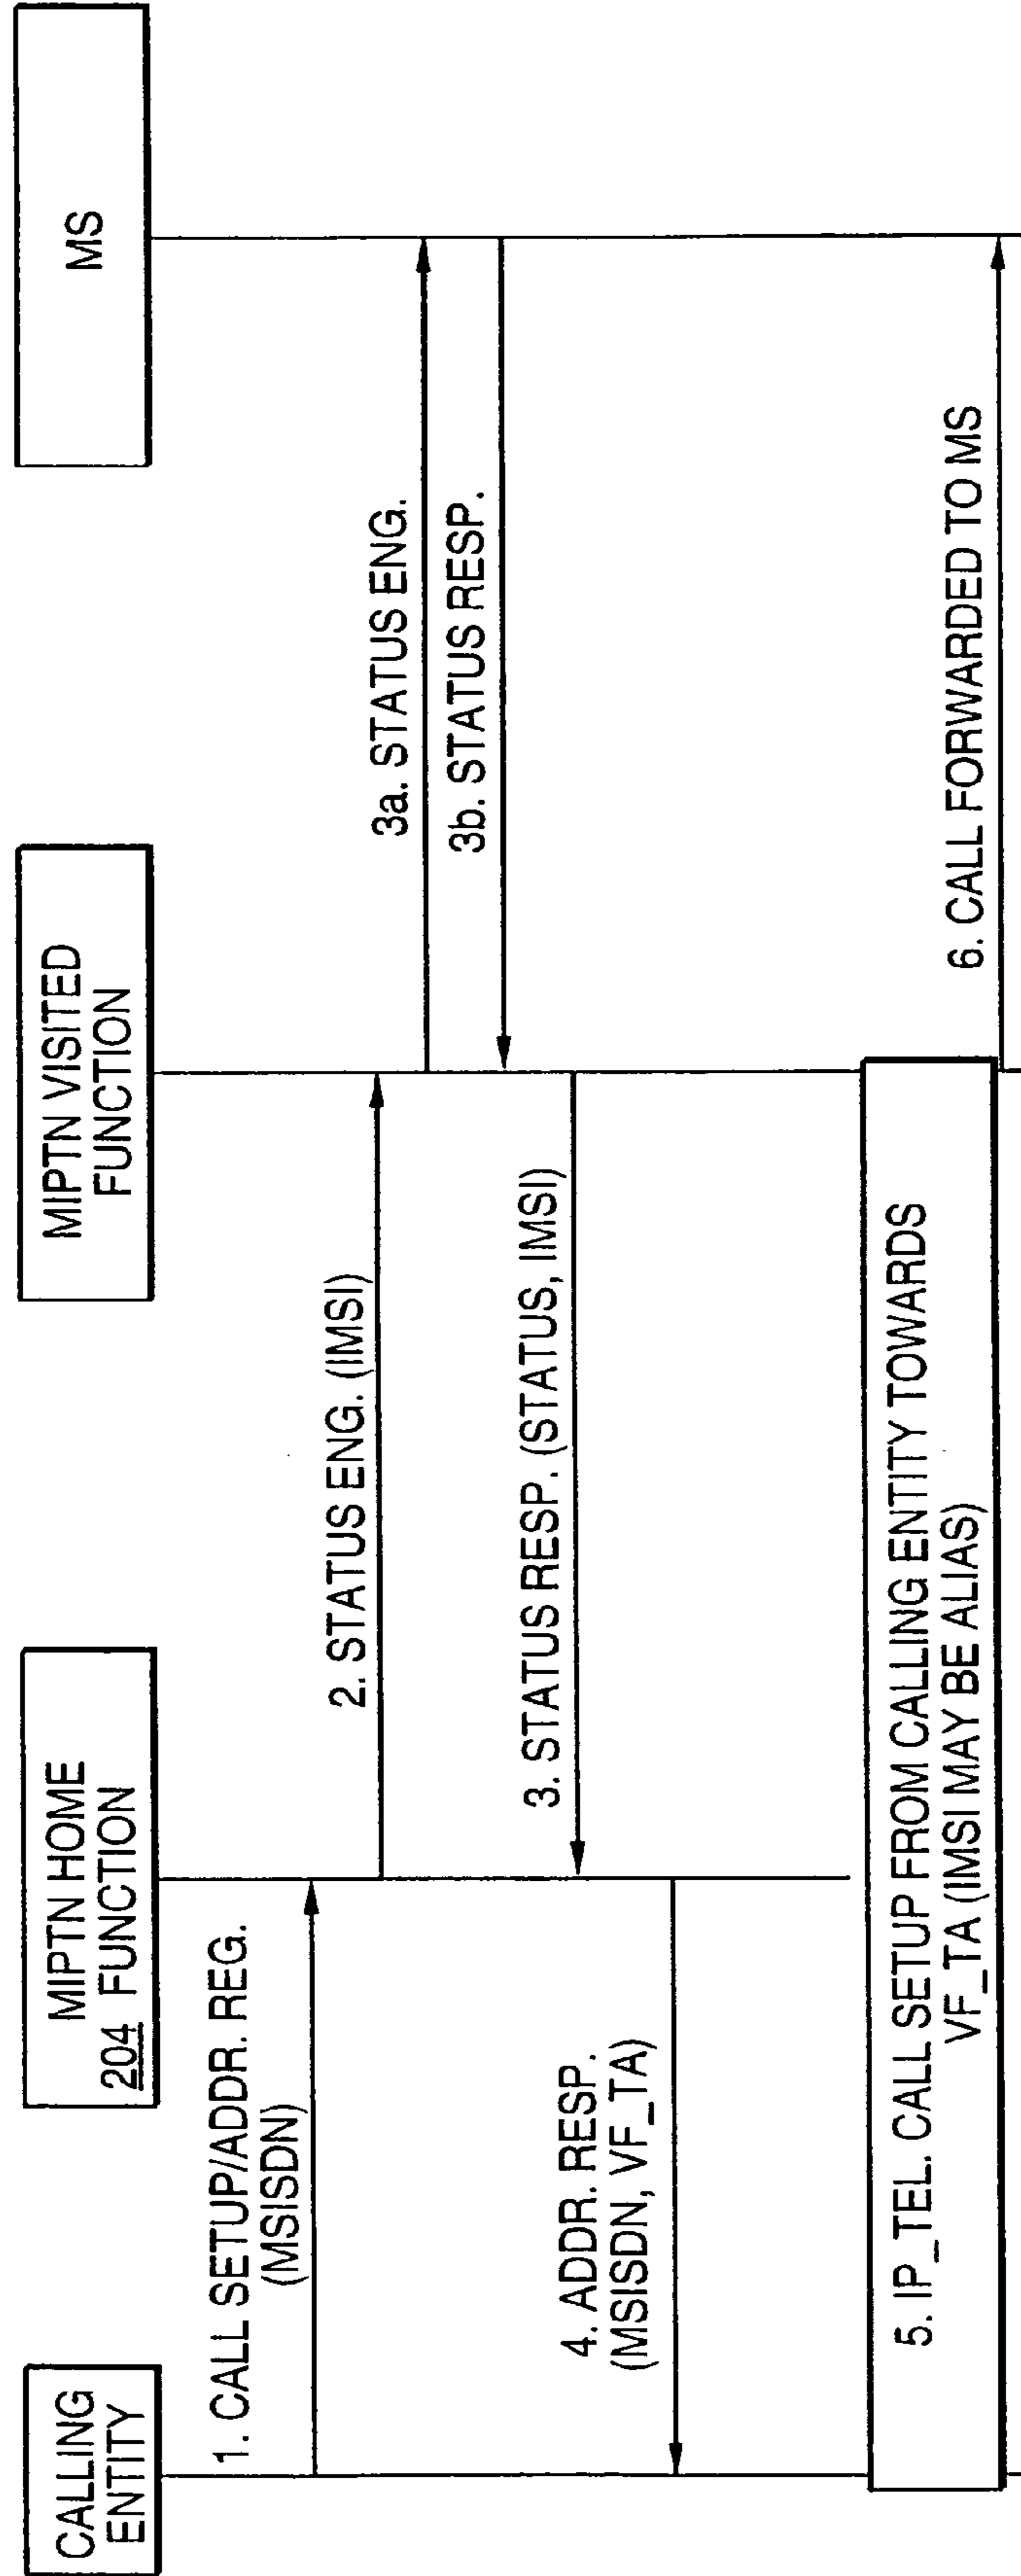 CALLING
ENTITY
MIPTN HOME
204 FUNCTION
MIPTN VISITED
FUNCTION
MS
1. CALL SETUP/ADDR. REG.
(MSISDN)
2. STATUS ENG. (IMSI)
3a. STATUS ENG.
3b. STATUS RESP.
3. STATUS RESP. (STATUS, IMSI)
4. ADDR. RESP.
(MSISDN, VF_TA)
5. IP_TEL. CALL SETUP FROM CALLING ENTITY TOWARDS
VF_TA (IMSI MAY BE ALIAS)
6. CALL FORWARDED TO MS